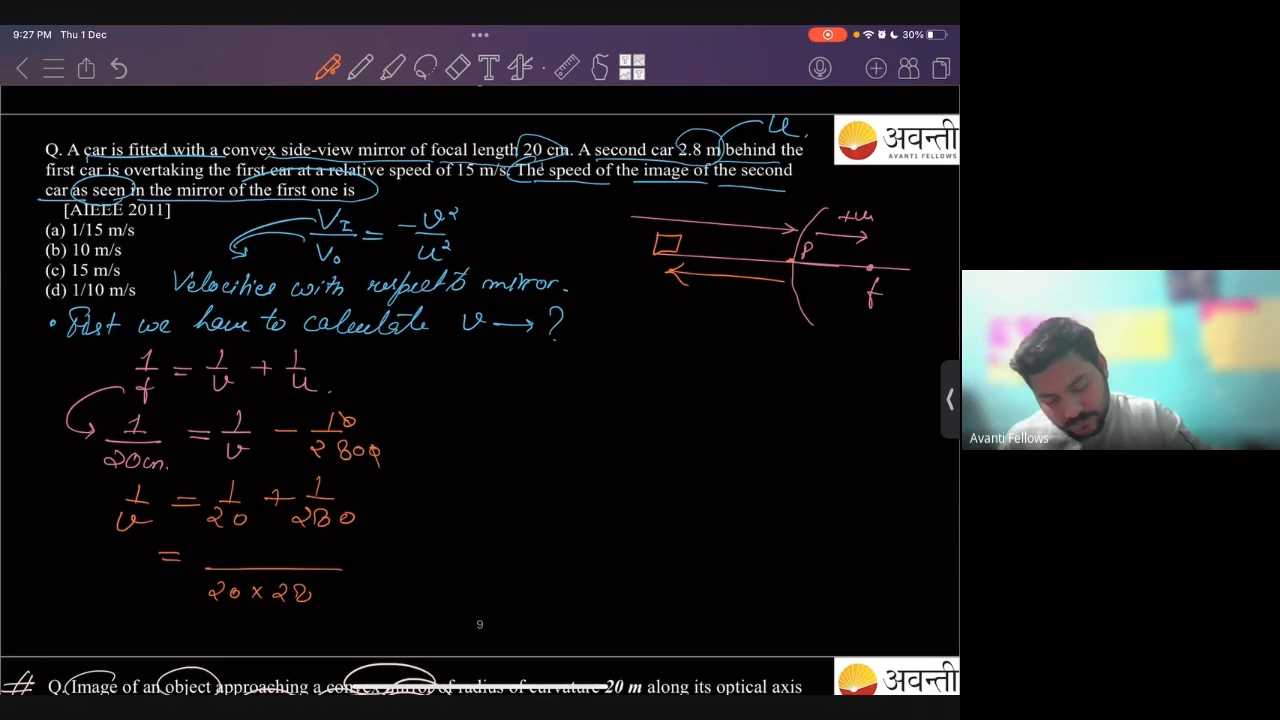 9:27 PM Thu 1 Dec
30%
u.
Q. A car is fitted with a convex side-view mirror of focal length 20 cm. A second car 2.8 m behind the
first car is overtaking the first car at a relative speed of 15 m/s. The speed of the image of the second
car as seen in the mirror of the first one is
[AIEEE 2011]
(a) 1/15 m/s
(b) 10 m/s
(c) 15 m/s
(d) 1/10 m/s
अवन्ती
AVANTI FELLOWS
V_I/V_o = -v²/u²
Velocities with respect to mirror.
+ve
P
f
• First we have to calculate v → ?
1/f = 1/v + 1/u.
1/20cm. = 1/v - 10/2800
1/v = 1/20 + 1/280
=
20 × 28
9
Avanti Fellows
# Q. Image of an object approaching a convex mirror of radius of curvature 20 m along its optical axis
अवन्ती